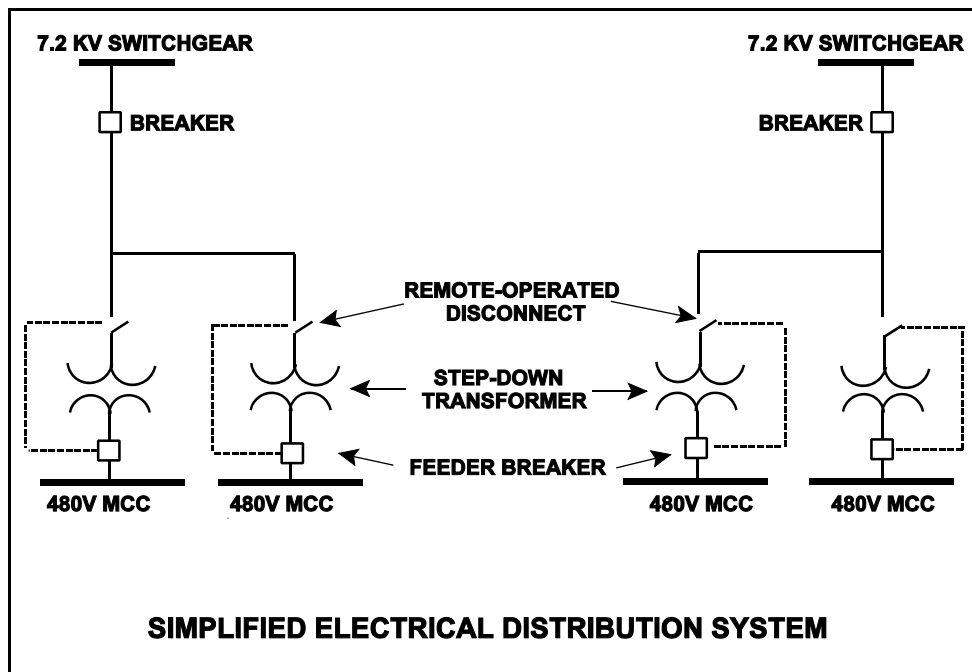 7.2 KV SWITCHGEAR
7.2 KV SWITCHGEAR
BREAKER
BREAKER
REMOTE-OPERATED
DISCONNECT
STEP-DOWN
TRANSFORMER
FEEDER BREAKER
480V MCC
480V MCC
480V MCC
480V MCC
SIMPLIFIED ELECTRICAL DISTRIBUTION SYSTEM